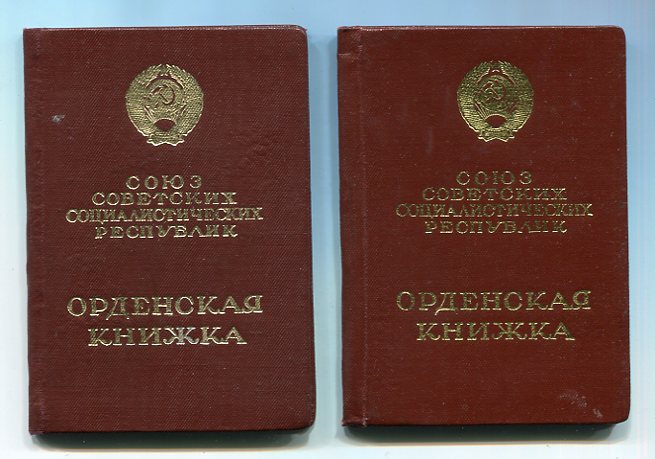 СОЮЗ
СОВЕТСКИХ
СОЦИАЛИСТИЧЕСКИХ
РЕСПУБЛИК
ОРДЕНСКАЯ
КНИЖКА
СОЮЗ
СОВЕТСКИХ
СОЦИАЛИСТИЧЕСКИХ
РЕСПУБЛИК
ОРДЕНСКАЯ
КНИЖКА